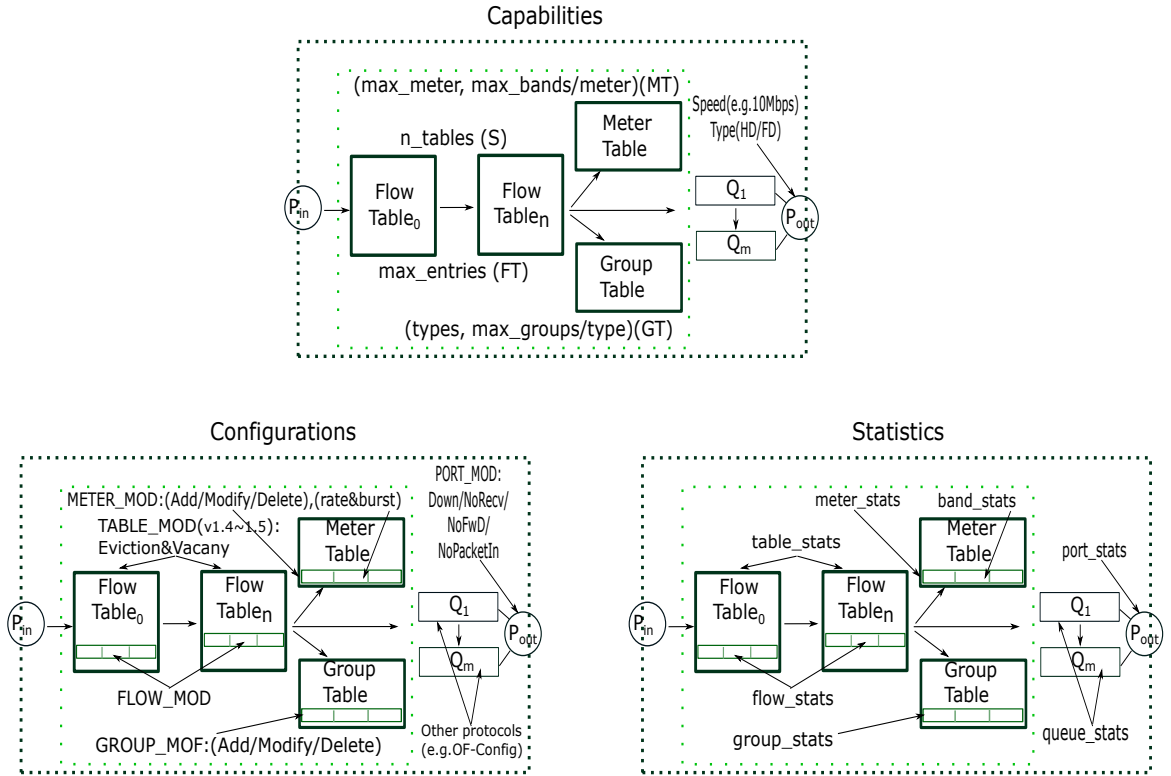 Capabilities
(max_meter, max_bands/meter)(MT)
Speed(e.g.10Mbps)
Type(HD/FD)
n_tables (S)
Meter
Table
Flow
Table0
Flow
Tablen
Pin
Q1
Qm
Pout
max_entries (FT)
Group
Table
(types, max_groups/type)(GT)
Configurations
PORT_MOD:
Down/NoRecv/
NoFwD/
NoPacketIn
METER_MOD:(Add/Modify/Delete),(rate&burst)
TABLE_MOD(v1.4~1.5):
Eviction&Vacany
Meter
Table
Flow
Table0
Flow
Tablen
Pin
Q1
Qm
Pout
Group
Table
FLOW_MOD
GROUP_MOF:(Add/Modify/Delete)
Other protocols
(e.g.OF-Config)
Statistics
meter_stats
band_stats
table_stats
Meter
Table
port_stats
Flow
Table0
Flow
Tablen
Pin
Q1
Qm
Pout
Group
Table
flow_stats
group_stats
queue_stats